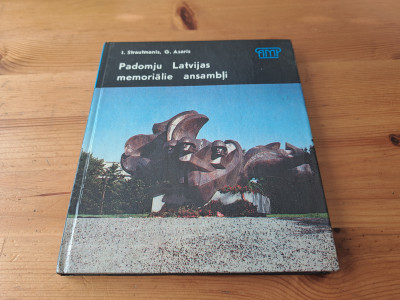 I. Strautmanis, G. Asaris
Padomju Latvijas
memoriālie ansambļi